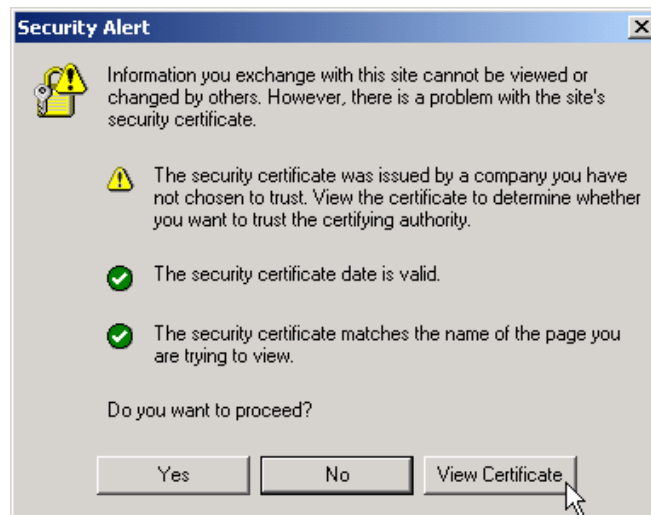 Security Alert
Information you exchange with this site cannot be viewed or
changed by others. However, there is a problem with the site's
security certificate.
The security certificate was issued by a company you have
not chosen to trust. View the certificate to determine whether
you want to trust the certifying authority.
The security certificate date is valid.
The security certificate matches the name of the page you
are trying to view.
Do you want to proceed?
Yes
No
View Certificate